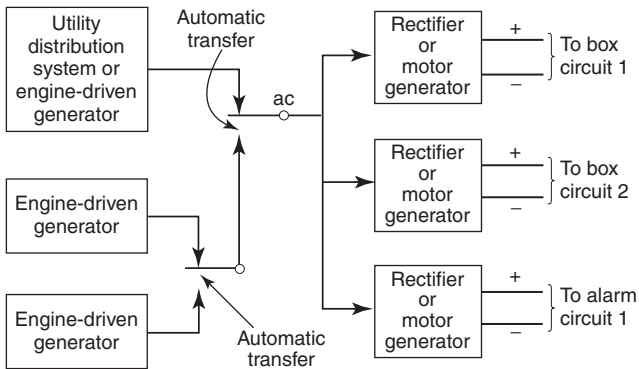 Utility
distribution
system or
engine-driven
generator
Automatic
transfer
ac
Rectifier
or
motor
generator
+
−
To box
circuit 1
Engine-driven
generator
Rectifier
or
motor
generator
+
−
To box
circuit 2
Engine-driven
generator
Automatic
transfer
Rectifier
or
motor
generator
+
−
To alarm
circuit 1